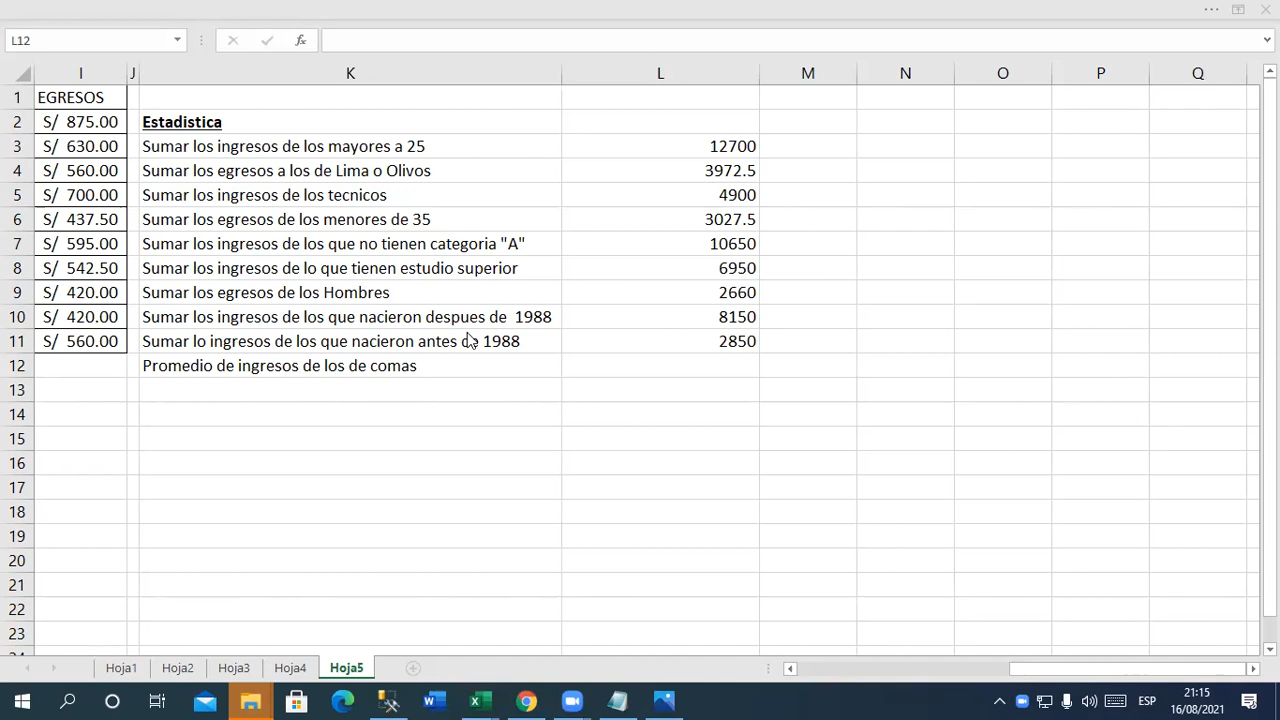 L12
fx
I J K L M N O P Q
1 EGRESOS
2 S/ 875.00 Estadistica
3 S/ 630.00 Sumar los ingresos de los mayores a 25 12700
4 S/ 560.00 Sumar los egresos a los de Lima o Olivos 3972.5
5 S/ 700.00 Sumar los ingresos de los tecnicos 4900
6 S/ 437.50 Sumar los egresos de los menores de 35 3027.5
7 S/ 595.00 Sumar los ingresos de los que no tienen categoria "A" 10650
8 S/ 542.50 Sumar los ingresos de lo que tienen estudio superior 6950
9 S/ 420.00 Sumar los egresos de los Hombres 2660
10 S/ 420.00 Sumar los ingresos de los que nacieron despues de 1988 8150
11 S/ 560.00 Sumar lo ingresos de los que nacieron antes de 1988 2850
12 Promedio de ingresos de los de comas
13
14
15
16
17
18
19
20
21
22
23
Hoja1 Hoja2 Hoja3 Hoja4 Hoja5
ESP
21:15
16/08/2021